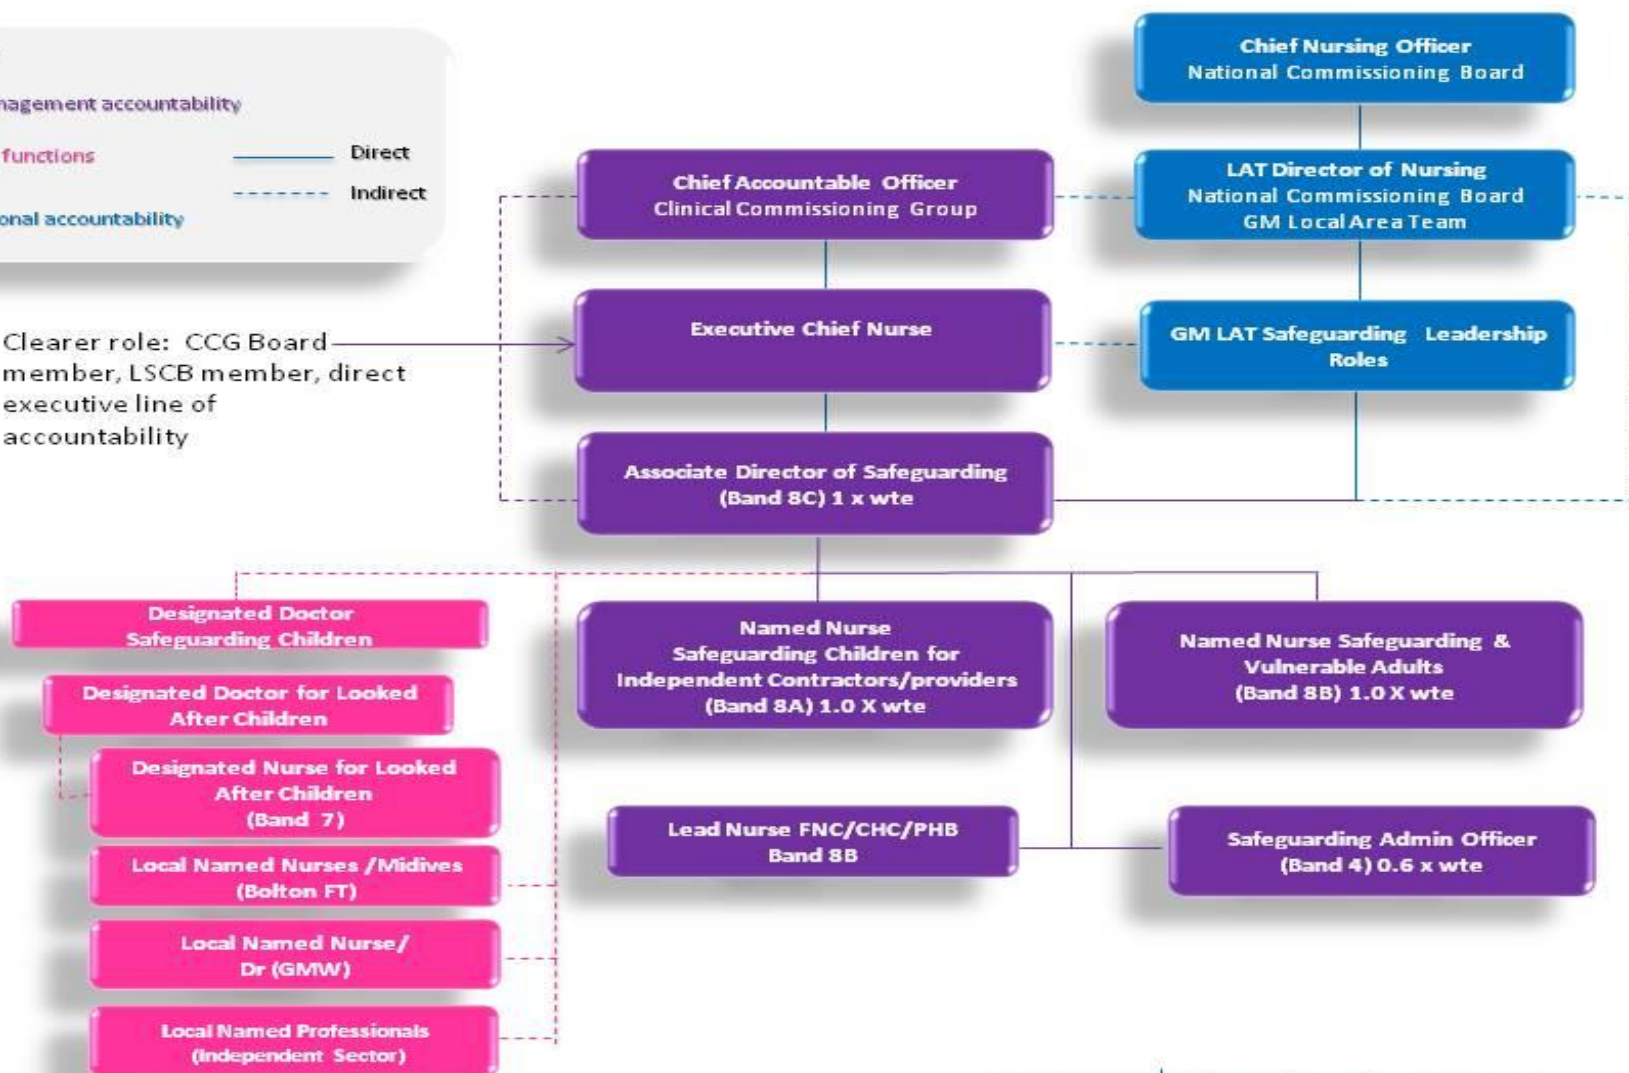 management accountability
functions
Direct
Indirect
onal accountability
Clearer role: CCG Board
member, LSCB member, direct
executive line of
accountability
Chief Nursing Officer
National Commissioning Board
Chief Accountable Officer
Clinical Commissioning Group
LAT Director of Nursing
National Commissioning Board
GM Local Area Team
Executive Chief Nurse
GM LAT Safeguarding Leadership
Roles
Associate Director of Safeguarding
(Band 8C) 1 x wte
Designated Doctor
Safeguarding Children
Designated Doctor for Looked
After Children
Designated Nurse for Looked
After Children
(Band 7)
Local Named Nurses /Midives
(Bolton FT)
Local Named Nurse/
Dr (GMW)
Local Named Professionals
(Independent Sector)
Named Nurse
Safeguarding Children for
Independent Contractors/providers
(Band 8A) 1.0 X wte
Named Nurse Safeguarding &
Vulnerable Adults
(Band 8B) 1.0 X wte
Lead Nurse FNC/CHC/PHB
Band 8B
Safeguarding Admin Officer
(Band 4) 0.6 x wte